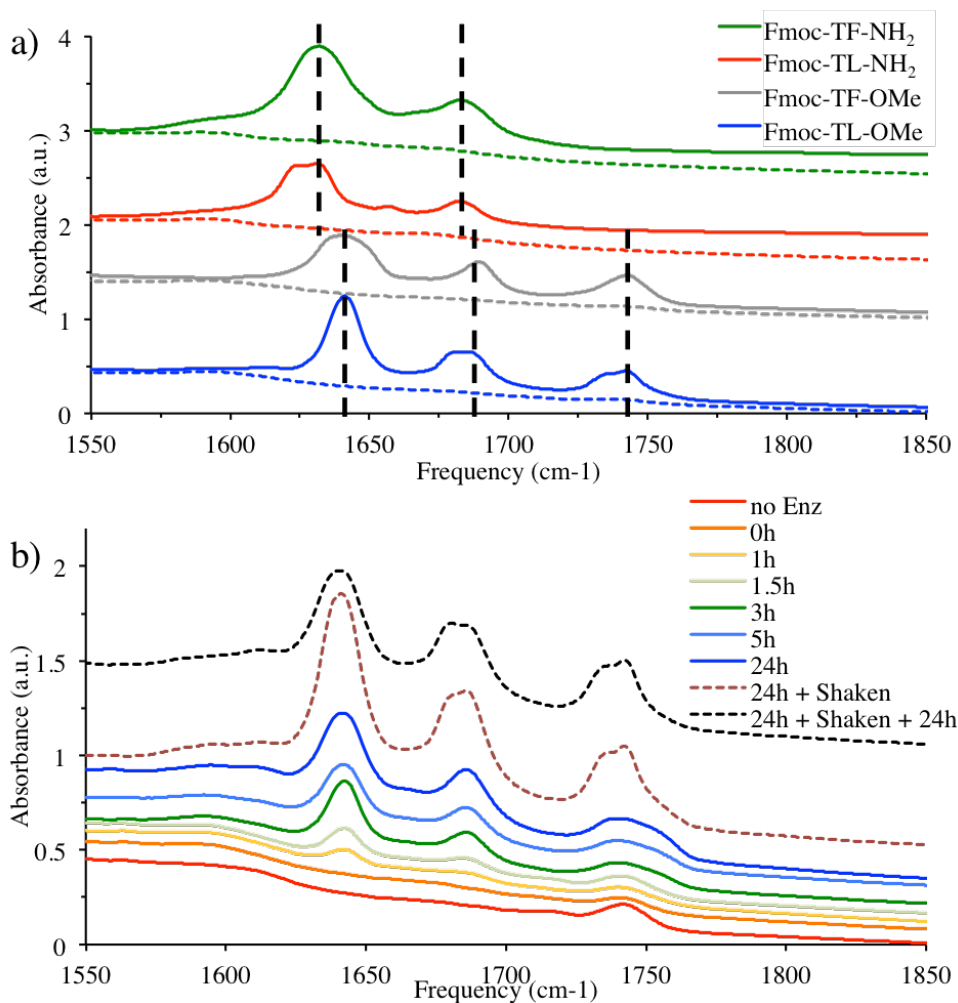 a)
4
3
2
1
0
Absorbance (a.u.)
Fmoc-TF-NH₂
Fmoc-TL-NH₂
Fmoc-TF-OMe
Fmoc-TL-OMe
1550 1600 1650 1700 1750 1800 1850
Frequency (cm-1)
b)
2
1.5
1
0.5
0
Absorbance (a.u.)
no Enz
0h
1h
1.5h
3h
5h
24h
24h + Shaken
24h + Shaken + 24h
1550 1600 1650 1700 1750 1800 1850
Frequency (cm-1)